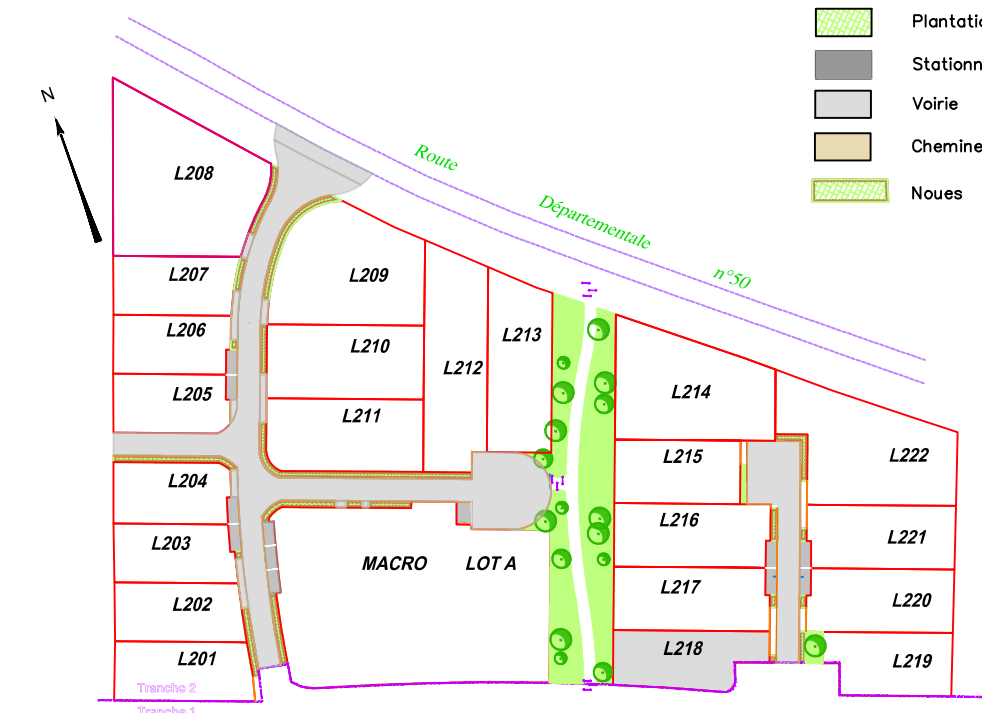 Plantatio
Stationn
Voirie
Chemine
Noues
N
Route
Départementale
n°50
L208
L207
L206
L205
L204
L203
L202
L201
L209
L210
L211
L212
L213
L214
L215
L216
L217
L218
L222
L221
L220
L219
MACRO LOT A
Tranche 2
Tranche 1